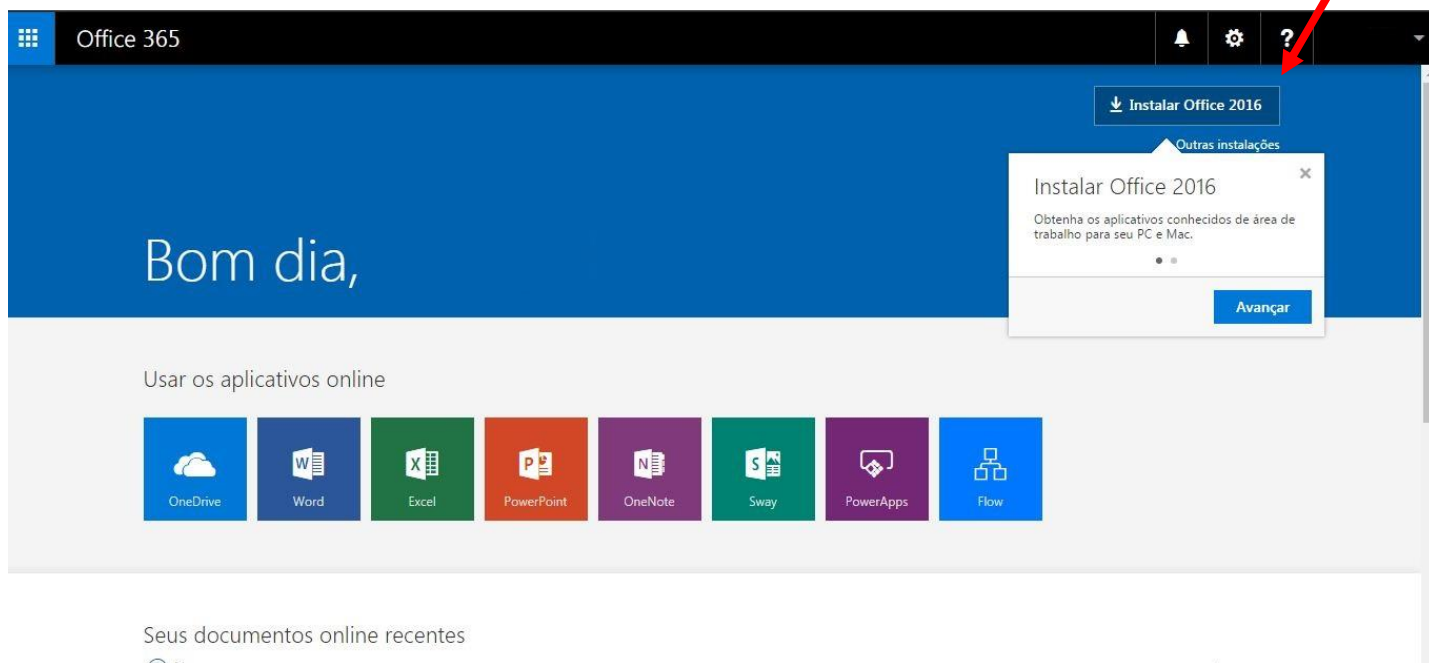 Office 365
?
Instalar Office 2016
Outras instalações
Instalar Office 2016
Obtenha os aplicativos conhecidos de área de
trabalho para seu PC e Mac.
Avançar
Bom dia,
Usar os aplicativos online
OneDrive
Word
Excel
PowerPoint
OneNote
Sway
PowerApps
Flow
Seus documentos online recentes